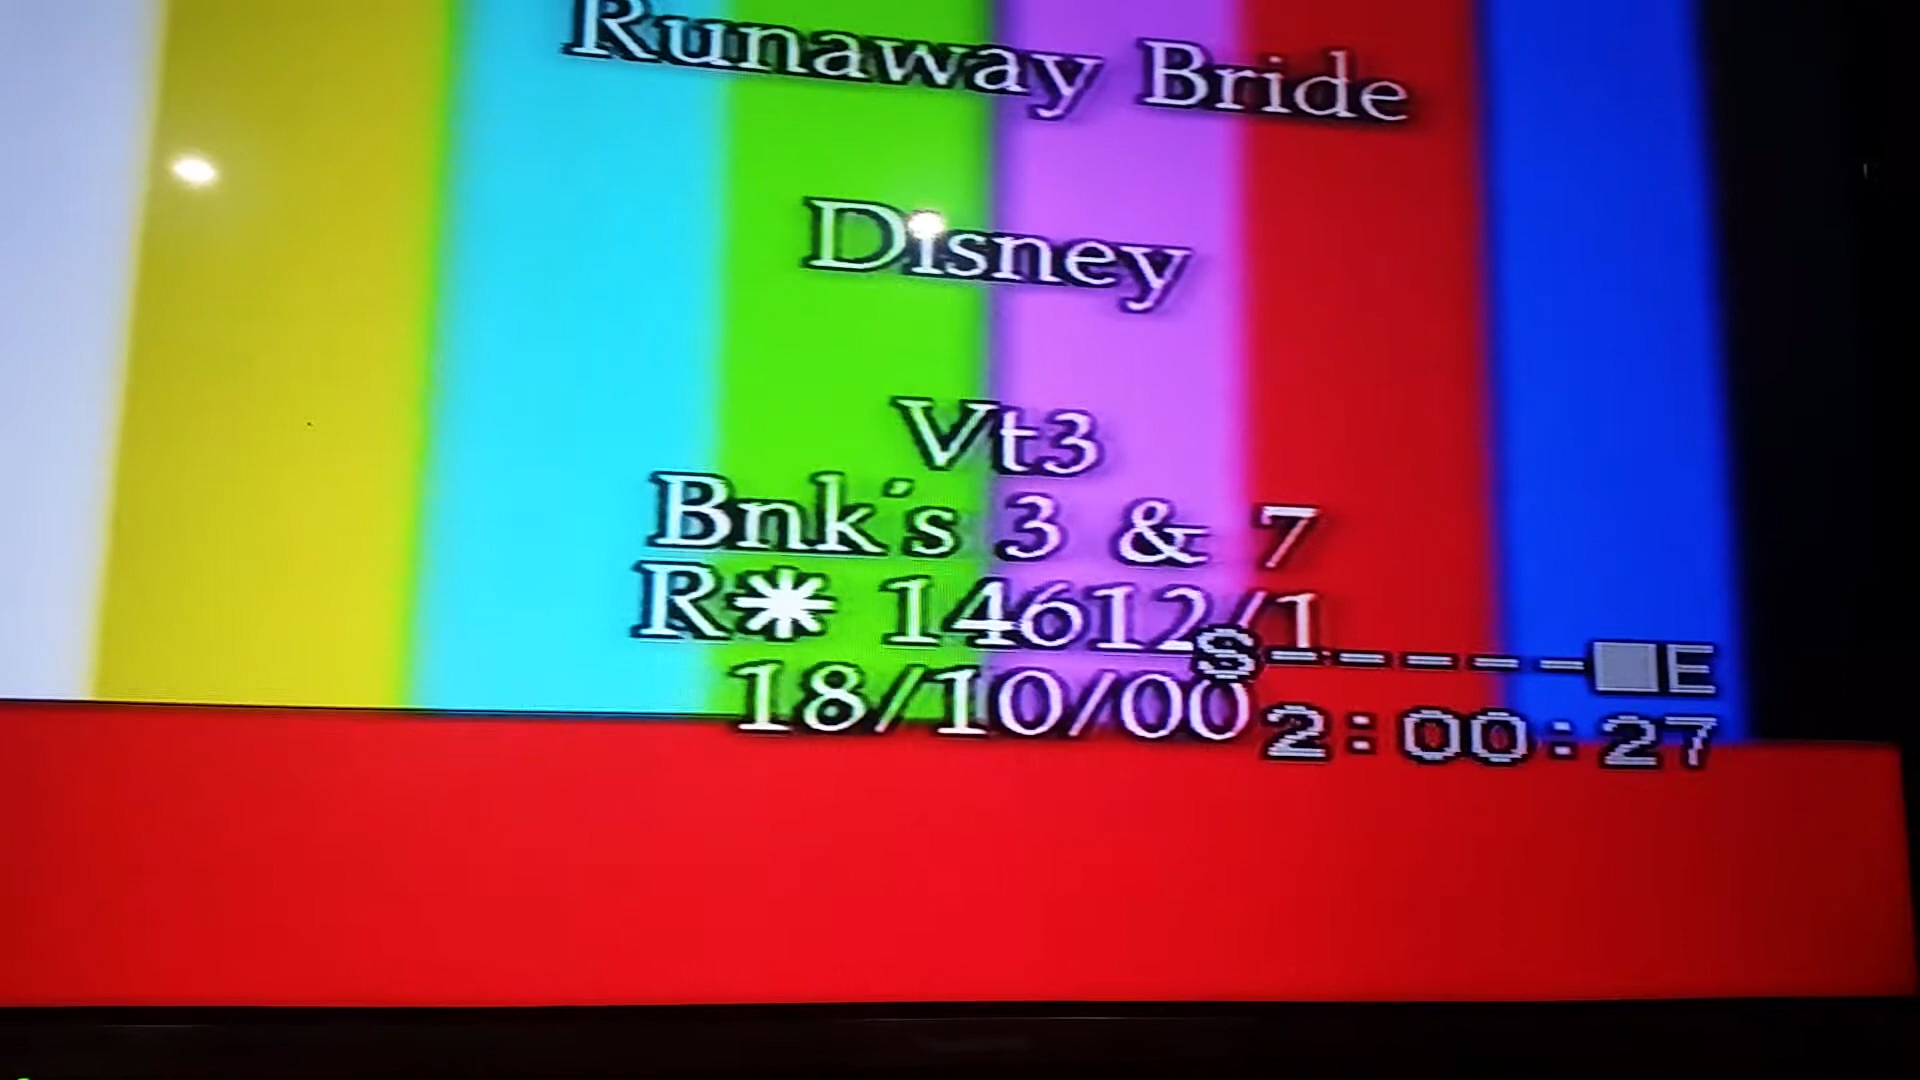 Runaway Bride
Disney
Vt3
Bnk's 3 & 7
R* 14612/1
S-----■E
18/10/00
2:00:27